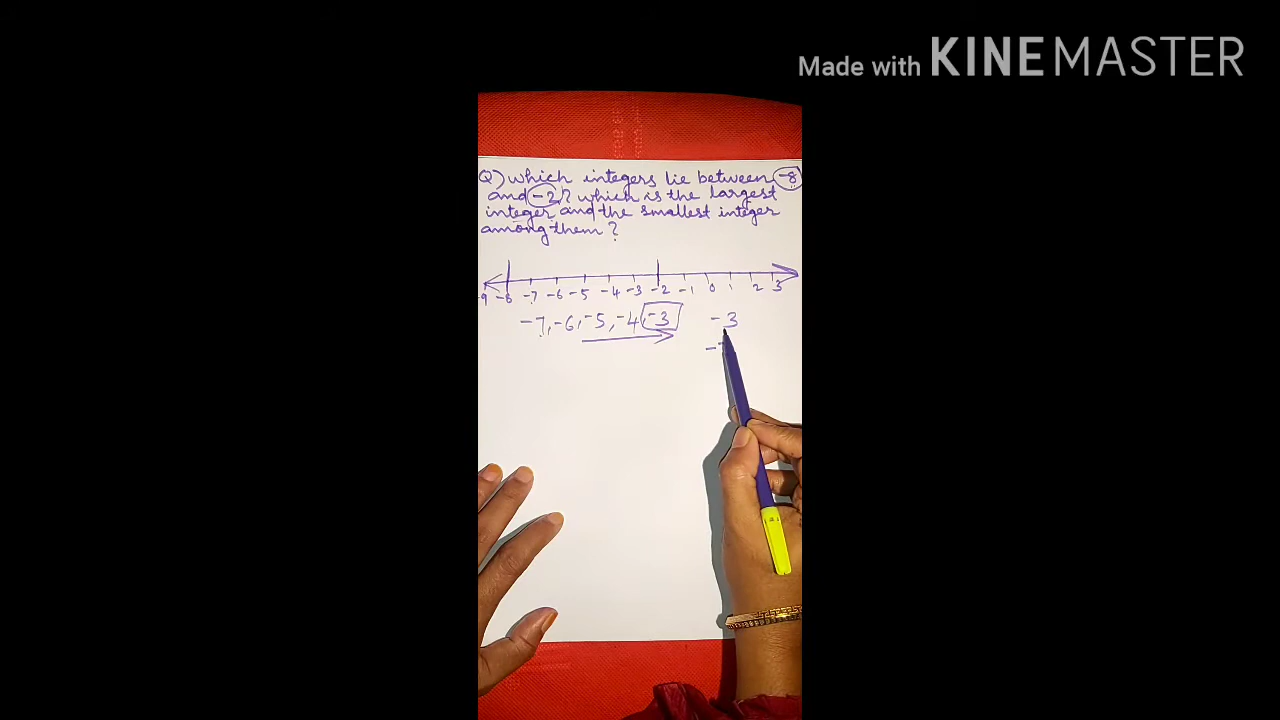 Made with KINEMASTER
Q) which integers lie between -8
and -2? which is the largest
integer and the smallest integer
among them?
-9 -8 -7 -6 -5 -4 -3 -2 -1 0 1 2 3
-7, -6, -5, -4, -3 -3